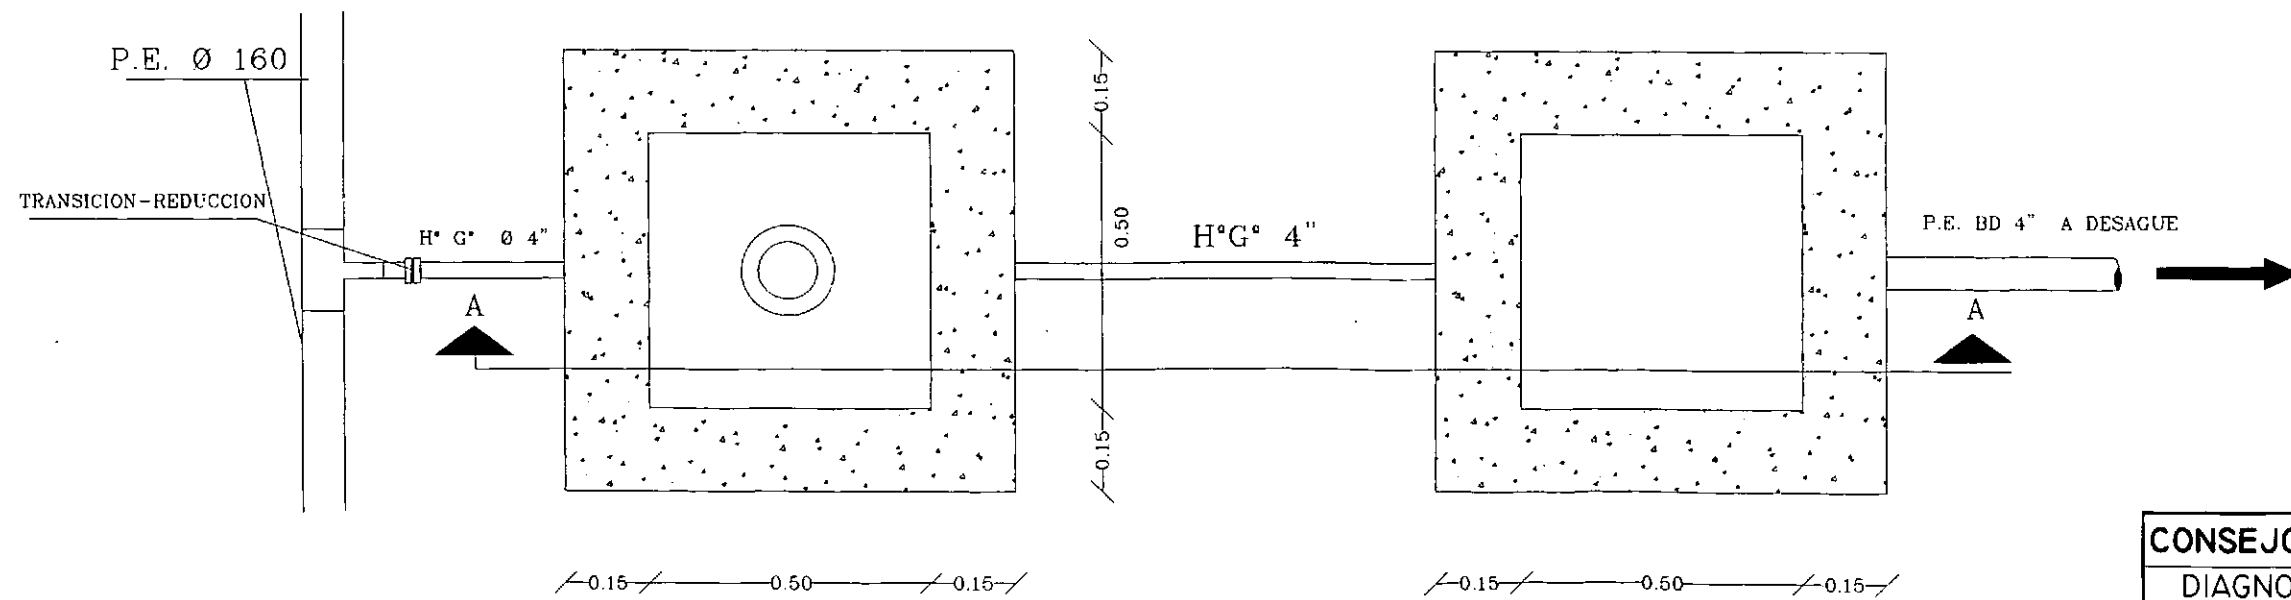 P.E. Ø 160
TRANSICION-REDUCCION
H° G° Ø 4"
A
0.15
0.50
0.15
H°G° 4"
P.E. BD 4" A DESAGUE
A
0.15 0.50 0.15
0.15 0.50 0.15
CONSEJO
DIAGNO